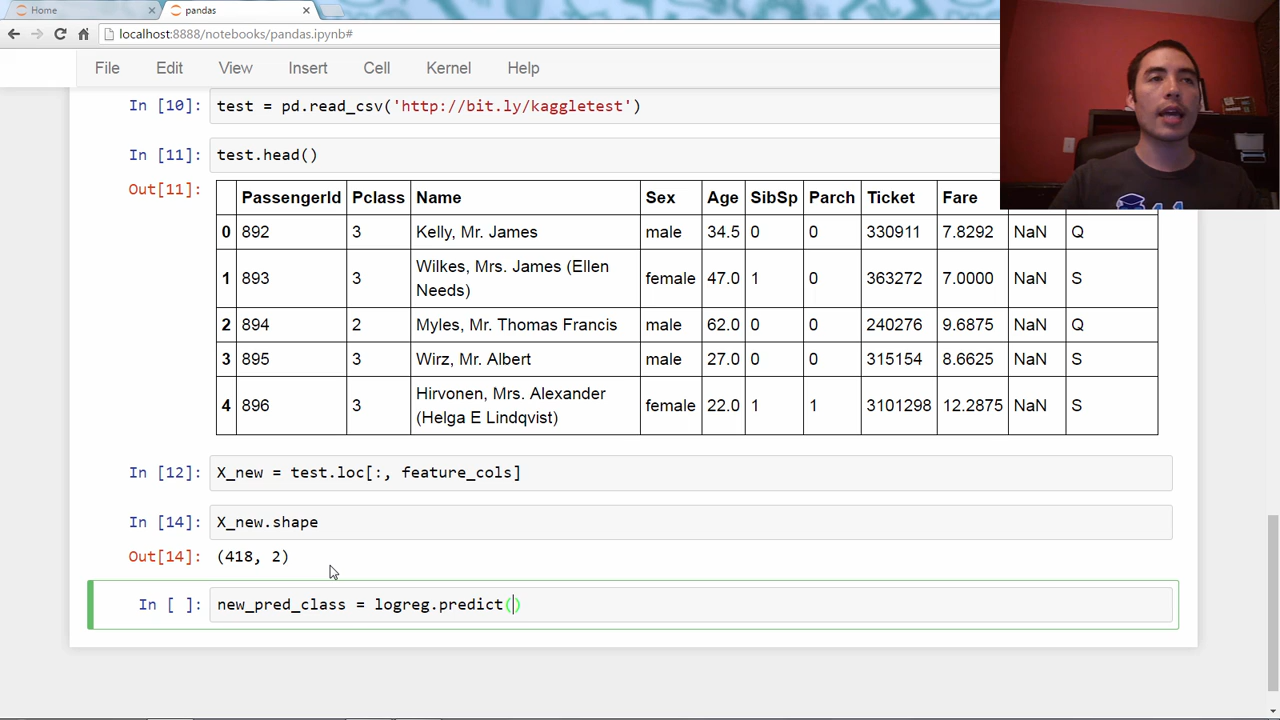 Home
pandas
localhost:8888/notebooks/pandas.ipynb#
File Edit View Insert Cell Kernel Help
In [10]: test = pd.read_csv('http://bit.ly/kaggletest')
In [11]: test.head()
Out[11]: PassengerId Pclass Name Sex Age SibSp Parch Ticket Fare
0 892 3 Kelly, Mr. James male 34.5 0 0 330911 7.8292 NaN Q
1 893 3 Wilkes, Mrs. James (Ellen Needs) female 47.0 1 0 363272 7.0000 NaN S
2 894 2 Myles, Mr. Thomas Francis male 62.0 0 0 240276 9.6875 NaN Q
3 895 3 Wirz, Mr. Albert male 27.0 0 0 315154 8.6625 NaN S
4 896 3 Hirvonen, Mrs. Alexander (Helga E Lindqvist) female 22.0 1 1 3101298 12.2875 NaN S
In [12]: X_new = test.loc[:, feature_cols]
In [14]: X_new.shape
Out[14]: (418, 2)
In [ ]: new_pred_class = logreg.predict()